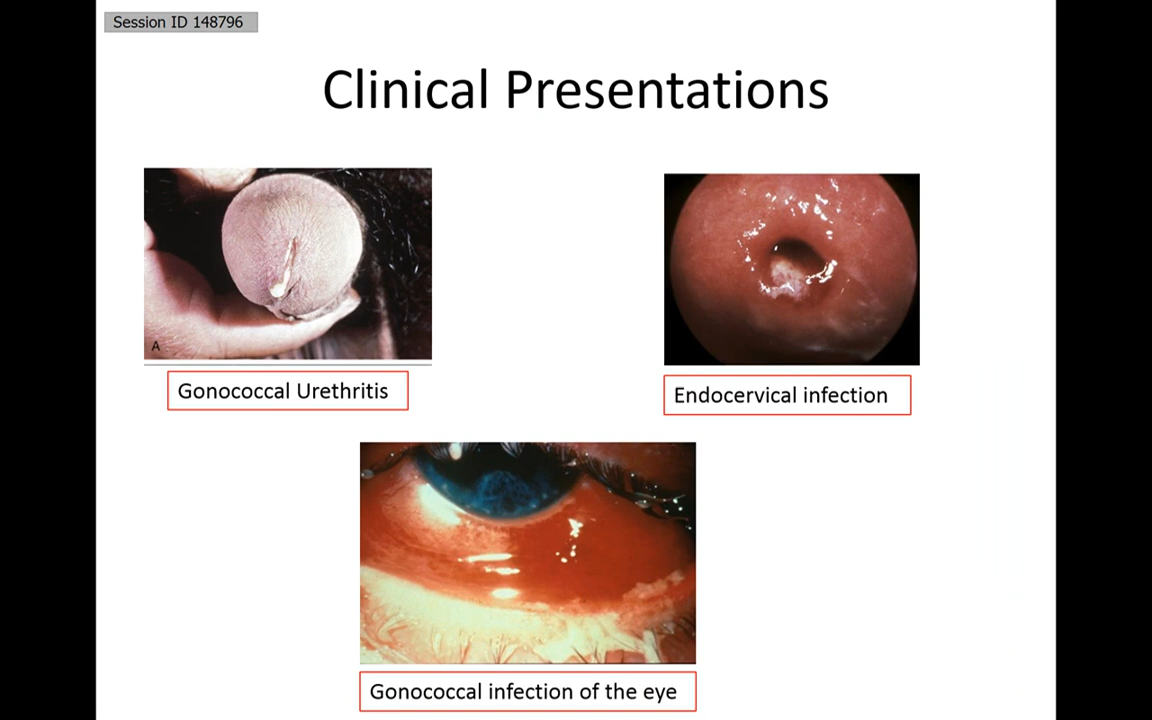 Session ID 148796
Clinical Presentations
A
Gonococcal Urethritis
Endocervical infection
Gonococcal infection of the eye